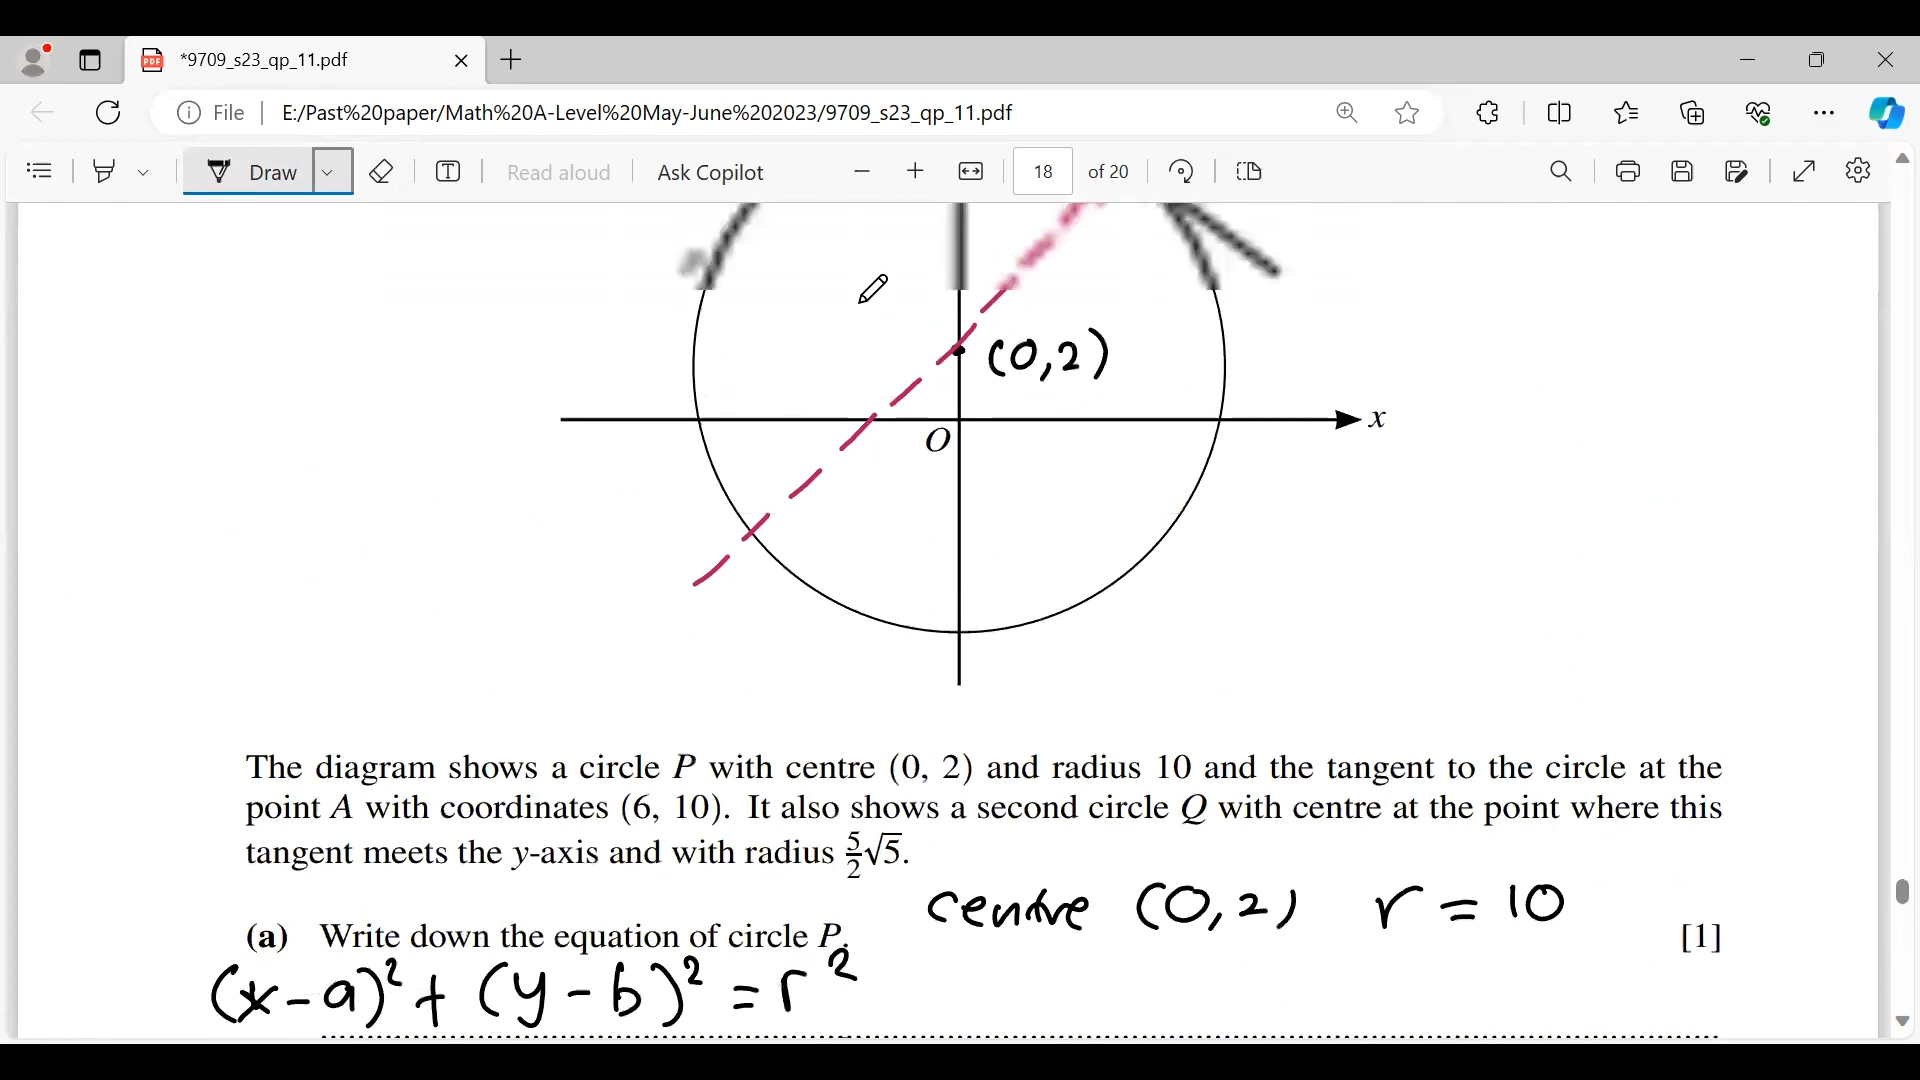 *9709_s23_qp_11.pdf
File
E:/Past%20paper/Math%20A-Level%20May-June%202023/9709_s23_qp_11.pdf
Draw
Read aloud
Ask Copilot
18 of 20
(0,2)
x
O
The diagram shows a circle P with centre (0, 2) and radius 10 and the tangent to the circle at the
point A with coordinates (6, 10). It also shows a second circle Q with centre at the point where this
tangent meets the y-axis and with radius 5/2√5.
centre (0,2) r = 10
(a) Write down the equation of circle P. [1]
(x-a)² + (y-b)² = r²